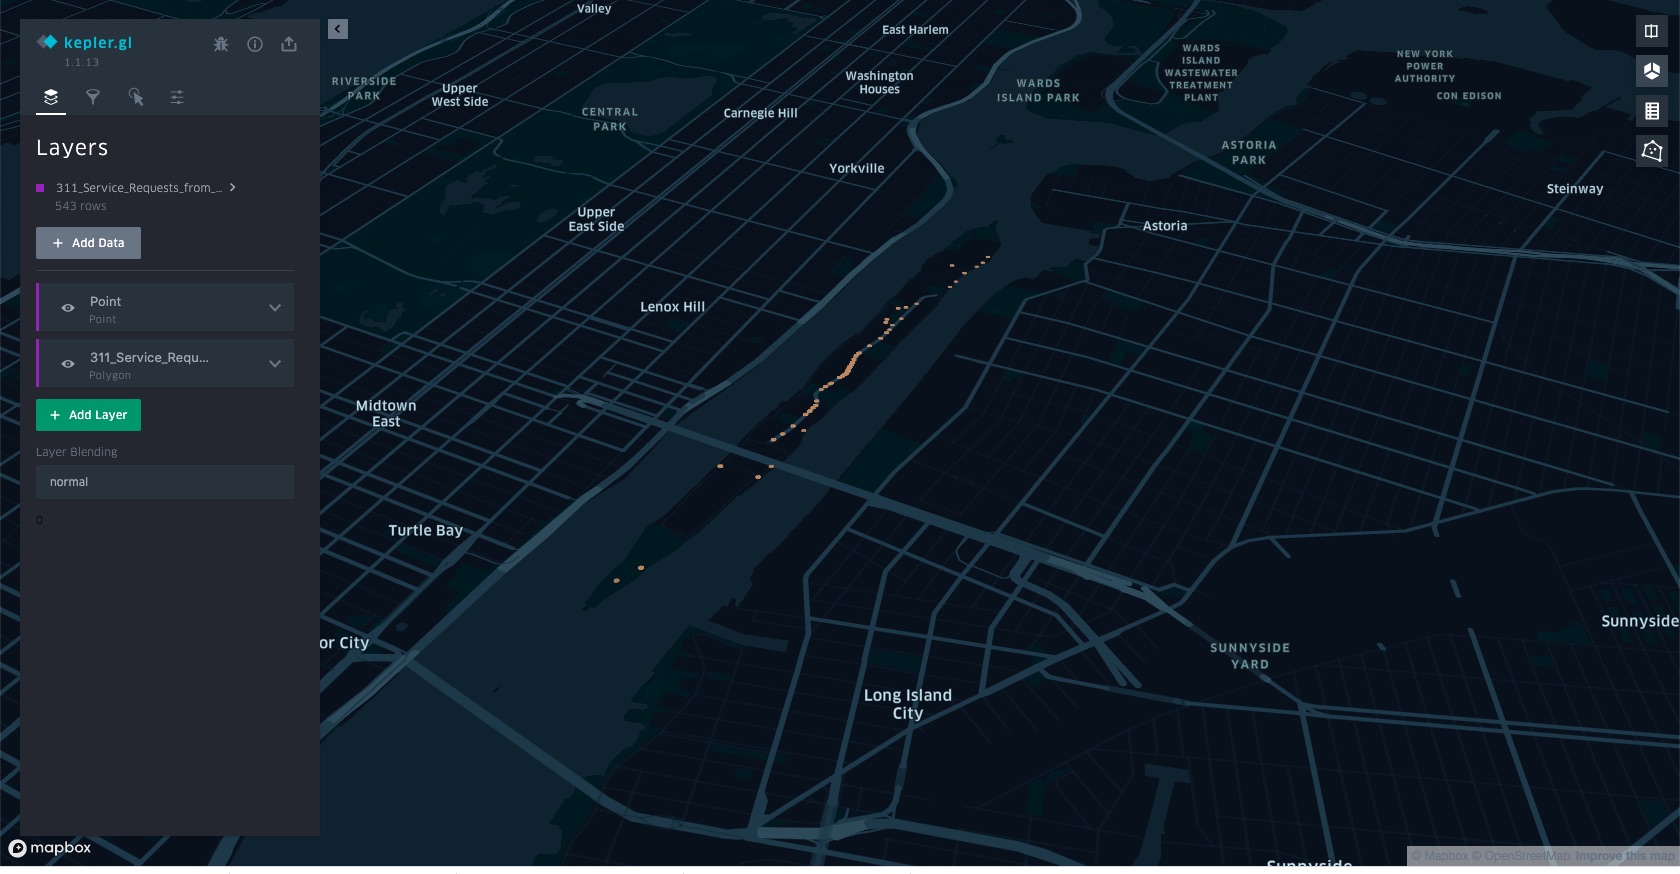 kepler.gl
1.1.13
Layers
311_Service_Requests_from_...
543 rows
+ Add Data
Point
Point
311_Service_Requ...
Polygon
+ Add Layer
Layer Blending
normal
0
mapbox
Valley
East Harlem
RIVERSIDE
PARK
Upper
West Side
CENTRAL
PARK
Washington
Houses
Carnegie Hill
WARDS
ISLAND PARK
WARDS
ISLAND
WASTEWATER
TREATMENT
PLANT
NEW YORK
POWER
AUTHORITY
CON EDISON
ASTORIA
PARK
Yorkville
Steinway
Upper
East Side
Astoria
Lenox Hill
Midtown
East
Turtle Bay
or City
Long Island
City
SUNNYSIDE
YARD
Sunnyside
Sunnyside
© Mapbox © OpenStreetMap Improve this map